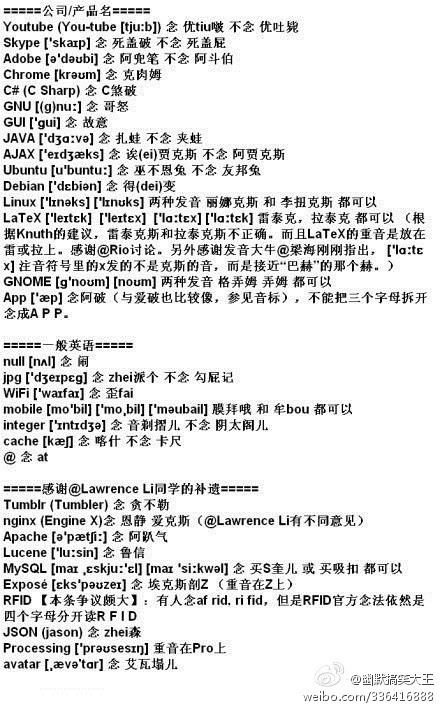 =====公司/产品名=====
Youtube (You-tube [tju:b]) 念 优tiu啵 不念 优吐毙
Skype ['skaɪp] 念 死盖破 不念 死盖屁
Adobe [ə'dəubi] 念 阿兜笔 不念 阿斗伯
Chrome [krəum] 念 克肉姆
C# (C Sharp) 念 C煞破
GNU [(g)nu:] 念 哥怒
GUI ['gui] 念 故意
JAVA ['dʒɑ:və] 念 扎蛙 不念 夹蛙
AJAX ['eɪdʒæks] 念 诶(ei)贾克斯 不念 阿贾克斯
Ubuntu [u'buntu:] 念 巫不恩兔 不念 友邦兔
Debian ['dɛbiən] 念 得(dei)变
Linux ['lɪnəks] ['lɪnʊks] 两种发音 丽娜克斯 和 李扭克斯 都可以
LaTeX ['leɪtɛk] ['leɪtɛx] ['lɑ:tɛx] ['lɑ:tɛk] 雷泰克，拉泰克 都可以 （根
据Knuth的建议，雷泰克斯和拉泰克斯不正确。而且LaTeX的重音是放在
雷或拉上。感谢@Rio讨论。另外感谢发音大牛@梁海刚刚指出， ['lɑ:tɛ
x] 注音符号里的x发的不是克斯的音，而是接近“巴赫”的那个赫。）
GNOME [g'noʊm] [noʊm] 两种发音 格弄姆 弄姆 都可以
App ['æp] 念阿破（与爱破也比较像，参见音标），不能把三个字母拆开
念成A P P。
=====一般英语=====
null [nʌl] 念 闹
jpg ['dʒeɪpɛg] 念 zhei派个 不念 勾屁记
WiFi ['waɪfaɪ] 念 歪fai
mobile [mo'bil] ['mo,bil] ['məubail] 膜拜哦 和 牟bou 都可以
integer ['ɪntɪdʒə] 念 音剃摺儿 不念 阴太阁儿
cache [kæʃ] 念 喀什 不念 卡尺
@ 念 at
=====感谢@Lawrence Li同学的补遗=====
Tumblr (Tumbler) 念 贪不勒
nginx (Engine X)念 恩静 爱克斯（@Lawrence Li有不同意见）
Apache [ə'pætʃi:] 念 阿趴气
Lucene ['lu:sin] 念 鲁信
MySQL [maɪ ,ɛskju:'ɛl] [maɪ 'si:kwəl] 念 买S奎儿 或 买吸扣 都可以
Exposé [ɛks'pəʊzeɪ] 念 埃克斯剖Z （重音在Z上）
RFID 【本条争议颇大】：有人念af rid, ri fid，但是RFID官方念法依然是
四个字母分开读R F I D
JSON (jason) 念 zhei森
Processing ['prəʊsesɪŋ] 重音在Pro上
avatar [,ævə'tɑr] 念 艾瓦塌儿
@幽默搞笑大王
weibo.com/336416888